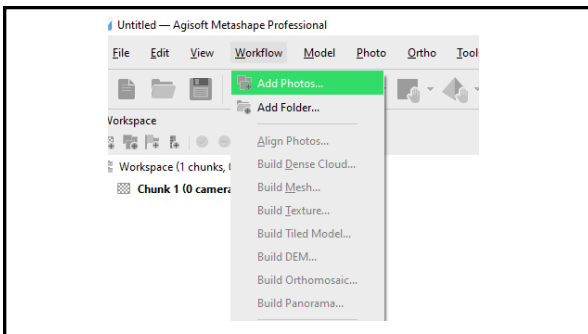 Untitled — Agisoft Metashape Professional
File Edit View Workflow Model Photo Ortho
Add Photos...
Add Folder...
Workspace
Align Photos...
Workspace (1 chunks,
Build Dense Cloud...
Chunk 1 (0
Build Mesh...
Build Texture...
Build Tiled Model...
Build DEM...
Build Orthomosaic...
Build Panorama...